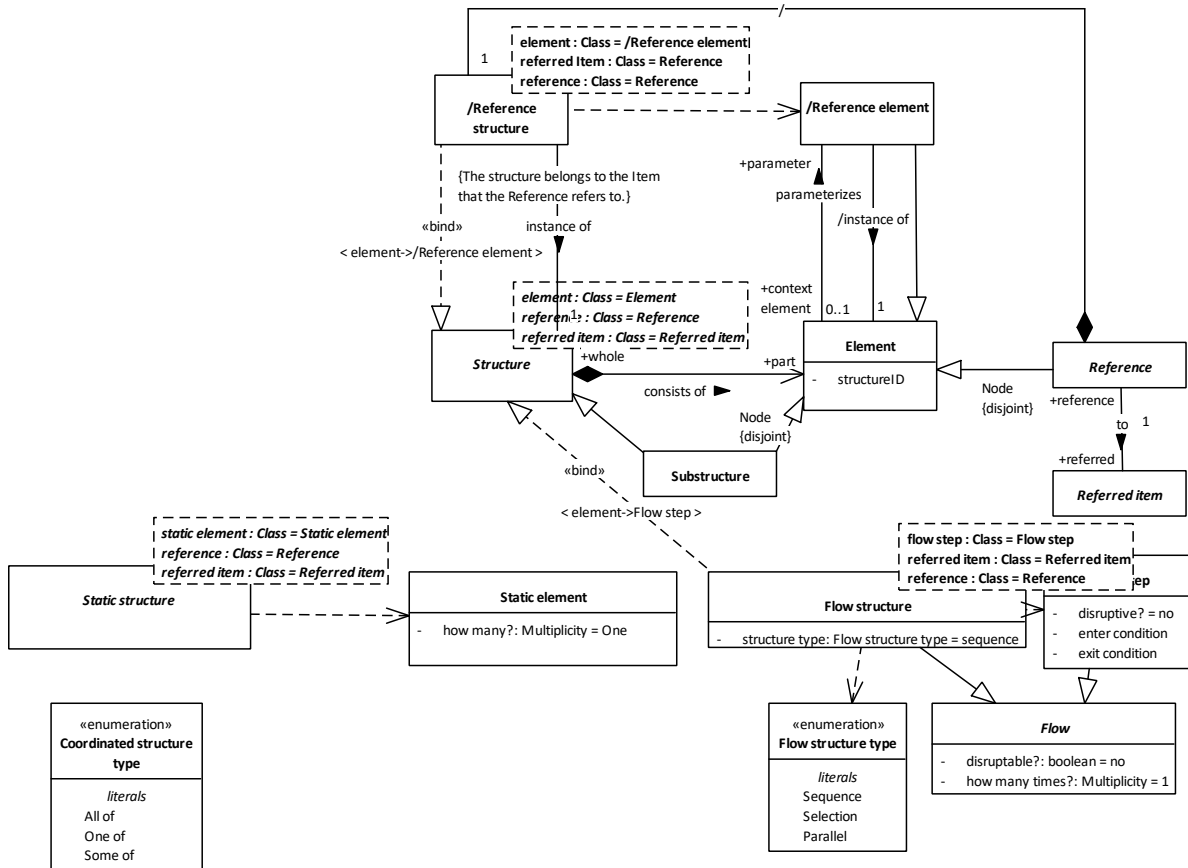 /
element : Class = /Reference element
referred Item : Class = Reference
reference : Class = Reference
1
/Reference
structure
/Reference element
{The structure belongs to the Item
that the Reference refers to.}
+parameter
parameterizes
«bind»
instance of
/instance of
< element->/Reference element >
+context
element
0..1
1
element : Class = Element
reference : Class = Reference
referred item : Class = Referred item
1
Structure
+whole
+part
consists of
Element
- structureID
Reference
Node
{disjoint}
+reference
to
1
+referred
Referred item
Node
{disjoint}
Substructure
«bind»
< element->Flow step >
static element : Class = Static element
reference : Class = Reference
referred item : Class = Referred item
Static structure
Static element
- how many?: Multiplicity = One
flow step : Class = Flow step
referred item : Class = Referred item
reference : Class = Reference
Flow structure
- structure type: Flow structure type = sequence
ep
- disruptive? = no
- enter condition
- exit condition
«enumeration»
Coordinated structure
type
literals
All of
One of
Some of
«enumeration»
Flow structure type
literals
Sequence
Selection
Parallel
Flow
- disruptable?: boolean = no
- how many times?: Multiplicity = 1